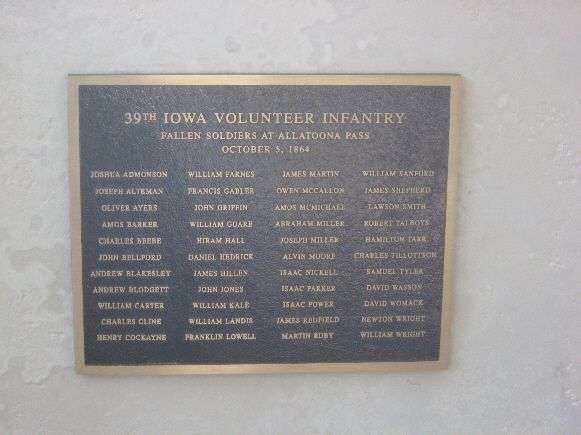 39TH IOWA VOLUNTEER INFANTRY
FALLEN SOLDIERS AT ALLATOONA PASS
OCTOBER 5, 1864
JOSHUA ADMONSON WILLIAM FARNES JAMES MARTIN WILLIAM SANFORD
JOSEPH ALTEMAN FRANCIS GABLER OWEN MCCALLON JAMES SHEPHERD
OLIVER AYERS JOHN GRIFFIN AMOS MCMICHAEL LAWSON SMITH
AMOS BARKER WILLIAM GUARE ABRAHAM MILLER ROBERT TALBOYS
CHARLES BEEBE HIRAM HALL JOSEPH MILLER HAMILTON TARR
JOHN BELLFORD DANIEL HEDRICK ALVIN MOORE CHARLES TILLOTTSON
ANDREW BLAKESLEY JAMES HILLEN ISAAC NICKELL SAMUEL TYLER
ANDREW BLODGETT JOHN JONES ISAAC PARKER DAVID WASSON
WILLIAM CARTER WILLIAM KALE ISAAC POWER DAVID WOMACK
CHARLES CLINE WILLIAM LANDIS JAMES REDFIELD NEWTON WRIGHT
HENRY COCKAYNE FRANKLIN LOWELL MARTIN RUBY WILLIAM WRIGHT